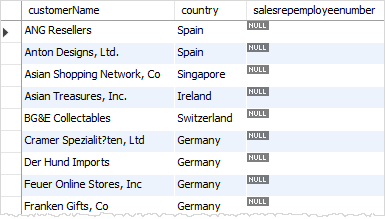 customerName country salesrepemployeenumber
ANG Resellers Spain NULL
Anton Designs, Ltd. Spain NULL
Asian Shopping Network, Co Singapore NULL
Asian Treasures, Inc. Ireland NULL
BG&E Collectables Switzerland NULL
Cramer Spezialit?ten, Ltd Germany NULL
Der Hund Imports Germany NULL
Feuer Online Stores, Inc Germany NULL
Franken Gifts, Co Germany NULL